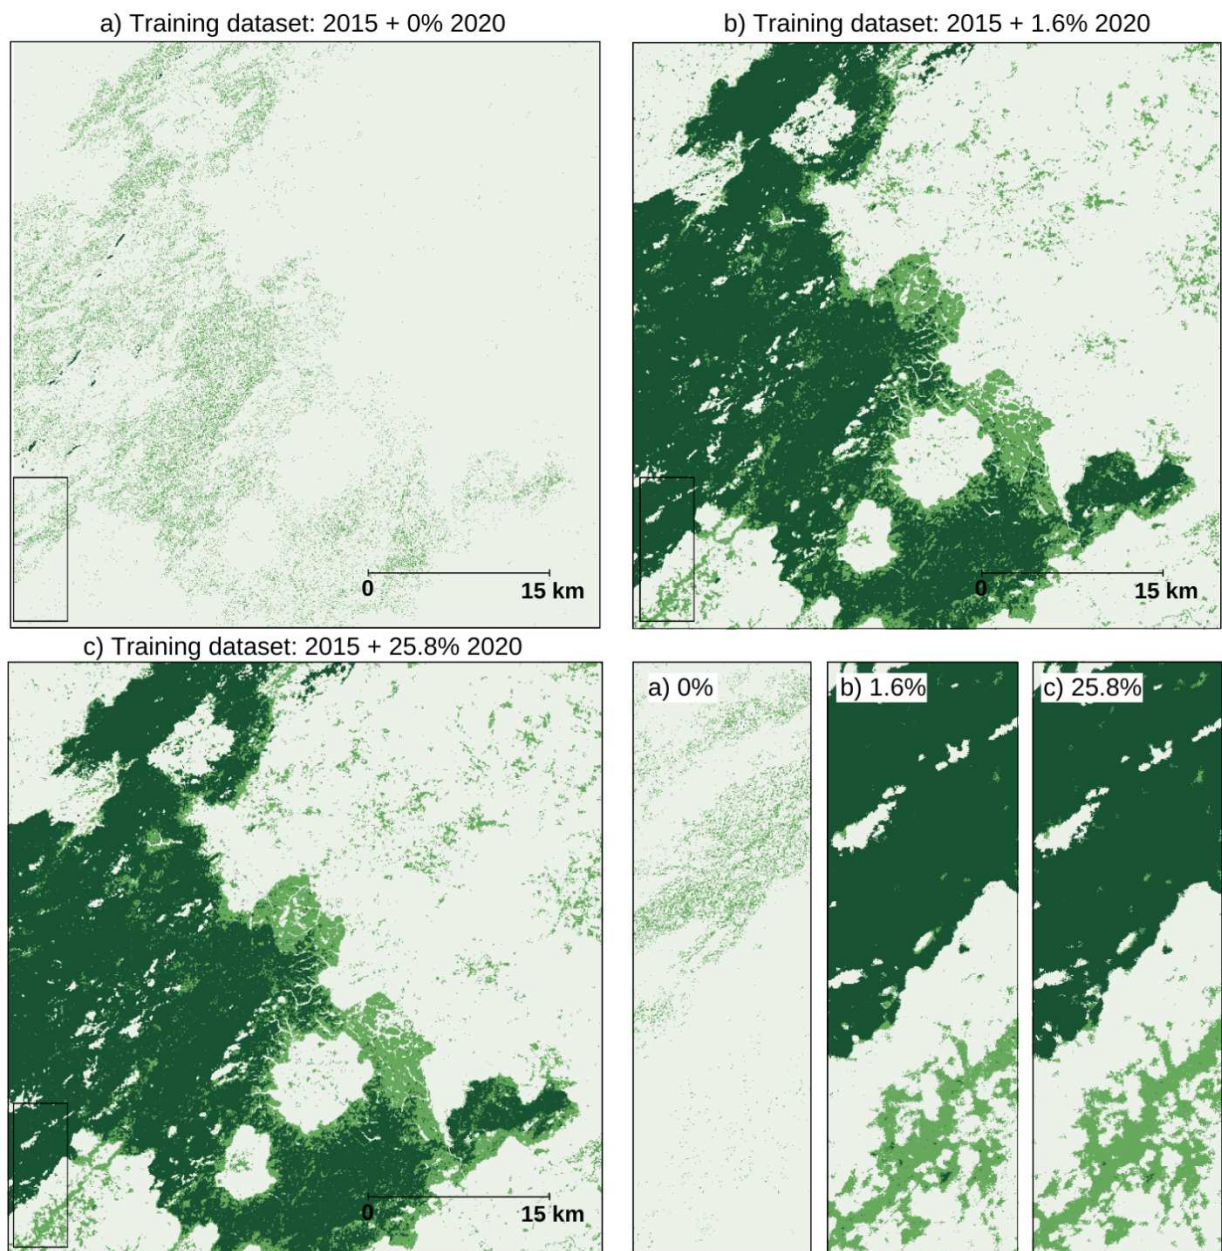 a) Training dataset: 2015 + 0% 2020
b) Training dataset: 2015 + 1.6% 2020
0
15 km
0
15 km
c) Training dataset: 2015 + 25.8% 2020
a) 0%
b) 1.6%
c) 25.8%
0
15 km